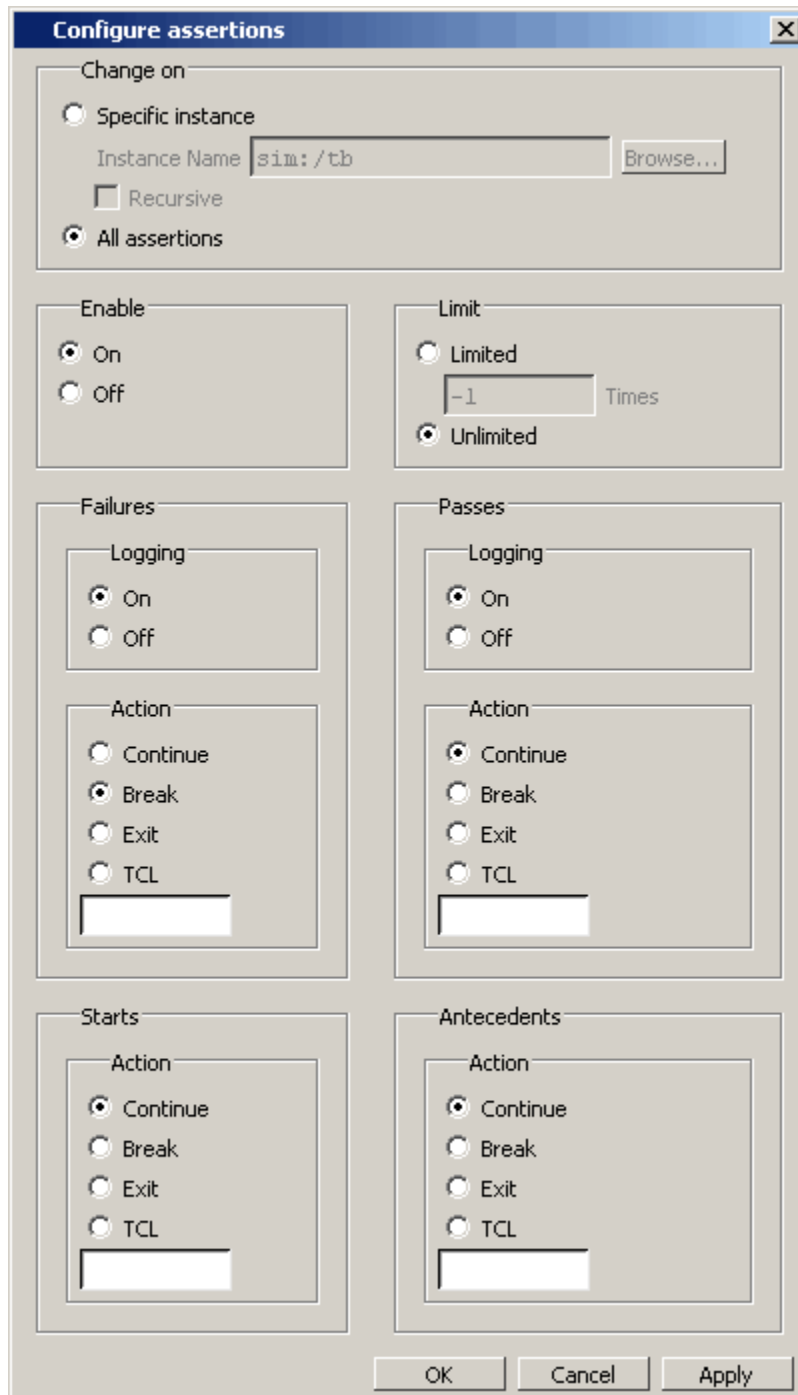 Configure assertions
Change on
Specific instance
Instance Name sim:/tb Browse...
Recursive
All assertions
Enable
On
Off
Limit
Limited
-1 Times
Unlimited
Failures
Logging
On
Off
Action
Continue
Break
Exit
TCL
Passes
Logging
On
Off
Action
Continue
Break
Exit
TCL
Starts
Action
Continue
Break
Exit
TCL
Antecedents
Action
Continue
Break
Exit
TCL
OK Cancel Apply